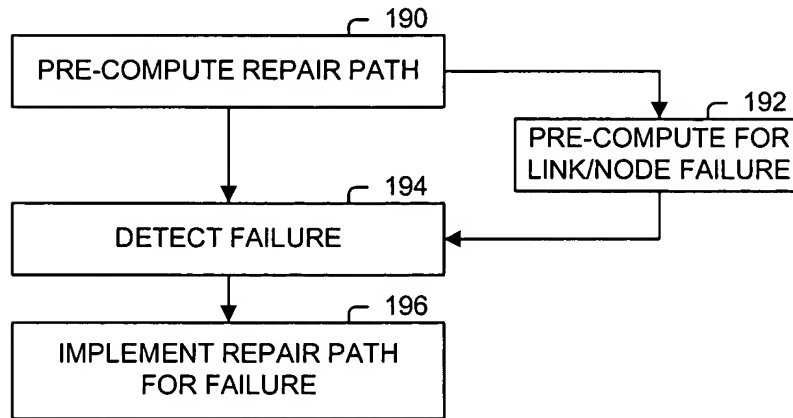 190
PRE-COMPUTE REPAIR PATH
192
PRE-COMPUTE FOR
LINK/NODE FAILURE
194
DETECT FAILURE
196
IMPLEMENT REPAIR PATH
FOR FAILURE